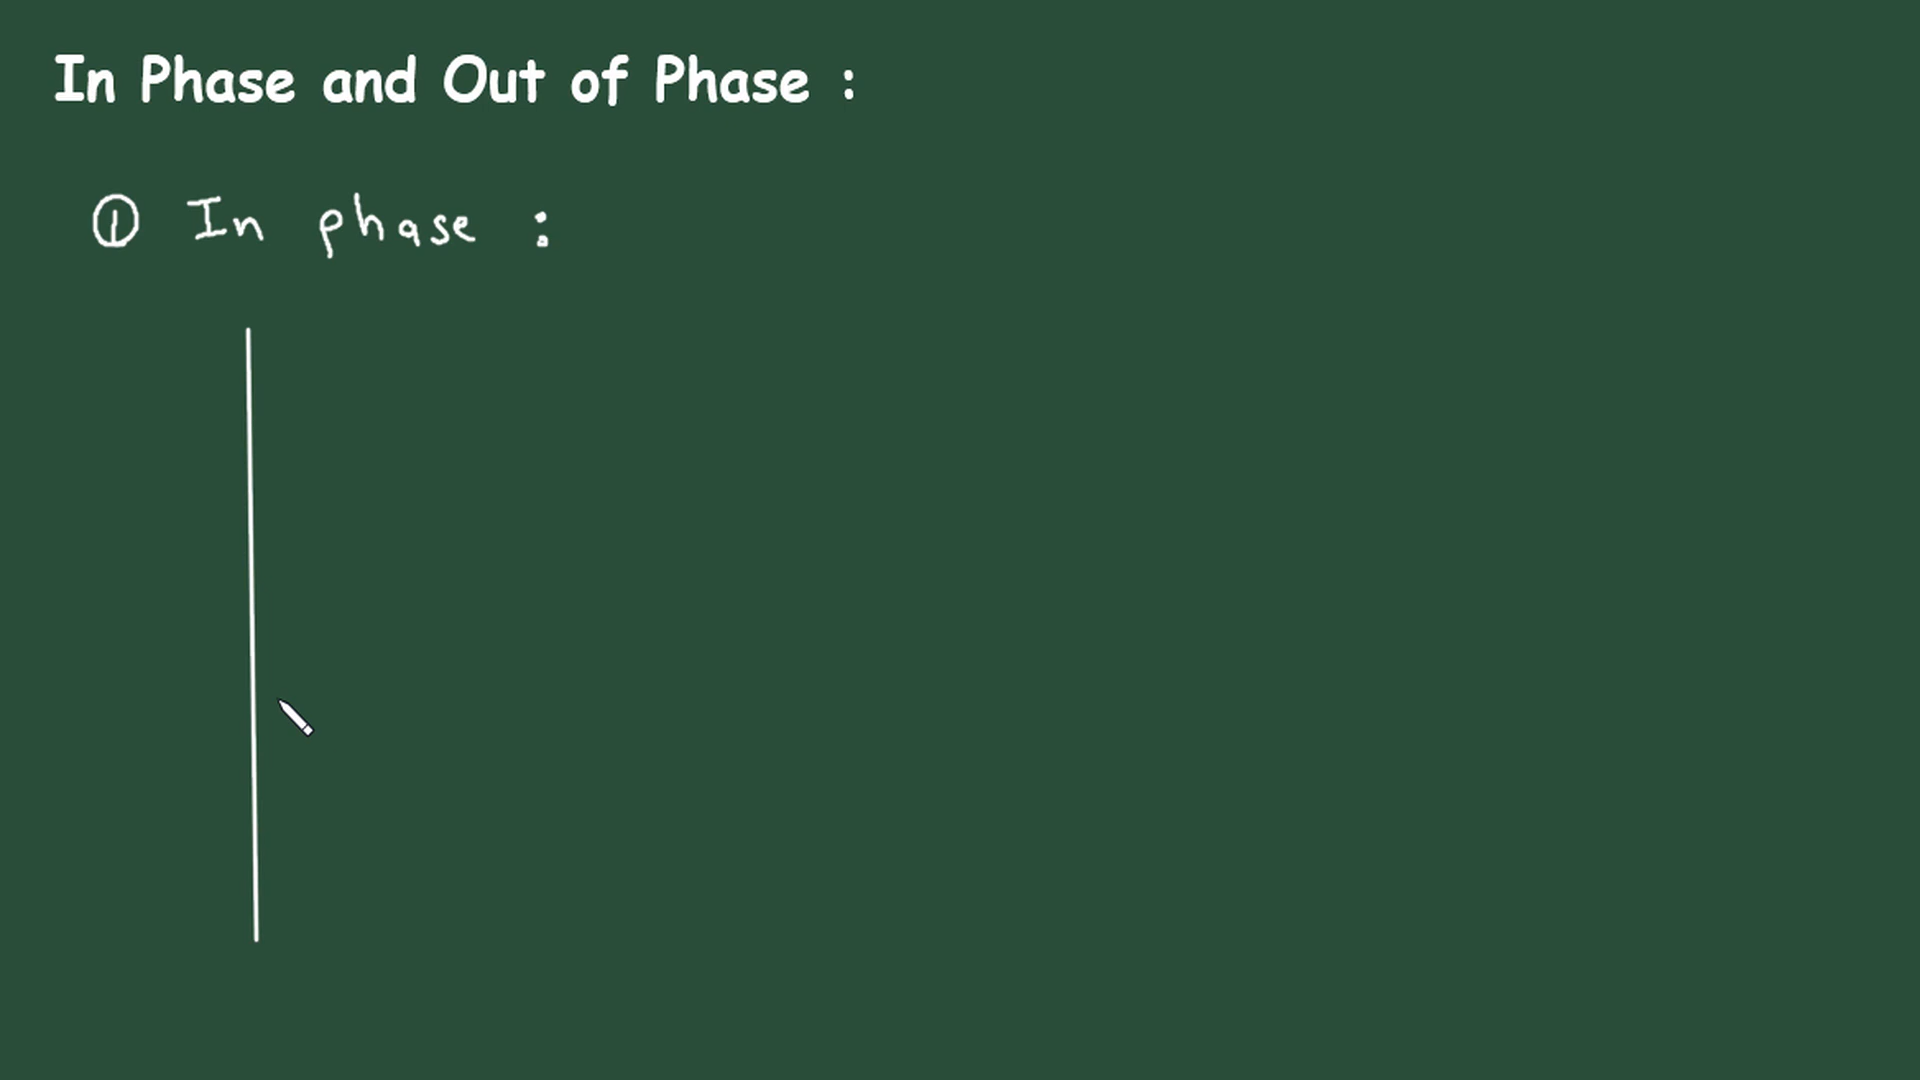 In Phase and Out of Phase :
① In phase :